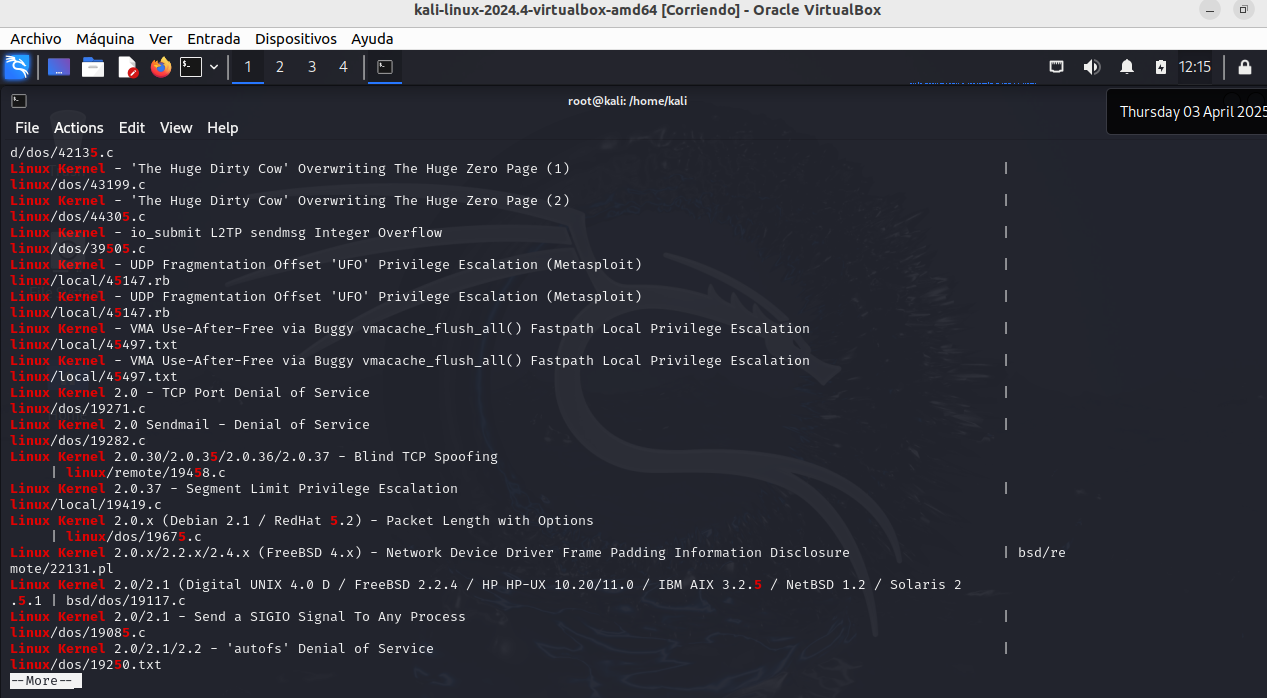 kali-linux-2024.4-virtualbox-amd64 [Corriendo] - Oracle VirtualBox
Archivo Máquina Ver Entrada Dispositivos Ayuda
1 2 3 4 12:15
root@kali: /home/kali
Thursday 03 April 2025
File Actions Edit View Help
d/dos/42135.c
Linux Kernel - 'The Huge Dirty Cow' Overwriting The Huge Zero Page (1) |
linux/dos/43199.c
Linux Kernel - 'The Huge Dirty Cow' Overwriting The Huge Zero Page (2) |
linux/dos/44305.c
Linux Kernel - io_submit L2TP sendmsg Integer Overflow |
linux/dos/39505.c
Linux Kernel - UDP Fragmentation Offset 'UFO' Privilege Escalation (Metasploit) |
linux/local/45147.rb
Linux Kernel - UDP Fragmentation Offset 'UFO' Privilege Escalation (Metasploit) |
linux/local/45147.rb
Linux Kernel - VMA Use-After-Free via Buggy vmacache_flush_all() Fastpath Local Privilege Escalation |
linux/local/45497.txt
Linux Kernel - VMA Use-After-Free via Buggy vmacache_flush_all() Fastpath Local Privilege Escalation |
linux/local/45497.txt
Linux Kernel 2.0 - TCP Port Denial of Service |
linux/dos/19271.c
Linux Kernel 2.0 Sendmail - Denial of Service |
linux/dos/19282.c
Linux Kernel 2.0.30/2.0.35/2.0.36/2.0.37 - Blind TCP Spoofing
| linux/remote/19458.c
Linux Kernel 2.0.37 - Segment Limit Privilege Escalation |
linux/local/19419.c
Linux Kernel 2.0.x (Debian 2.1 / RedHat 5.2) - Packet Length with Options
| linux/dos/19675.c
Linux Kernel 2.0.x/2.2.x/2.4.x (FreeBSD 4.x) - Network Device Driver Frame Padding Information Disclosure | bsd/re
mote/22131.pl
Linux Kernel 2.0/2.1 (Digital UNIX 4.0 D / FreeBSD 2.2.4 / HP HP-UX 10.20/11.0 / IBM AIX 3.2.5 / NetBSD 1.2 / Solaris 2
.5.1 | bsd/dos/19117.c
Linux Kernel 2.0/2.1 - Send a SIGIO Signal To Any Process |
linux/dos/19085.c
Linux Kernel 2.0/2.1/2.2 - 'autofs' Denial of Service |
linux/dos/19250.txt
--More--